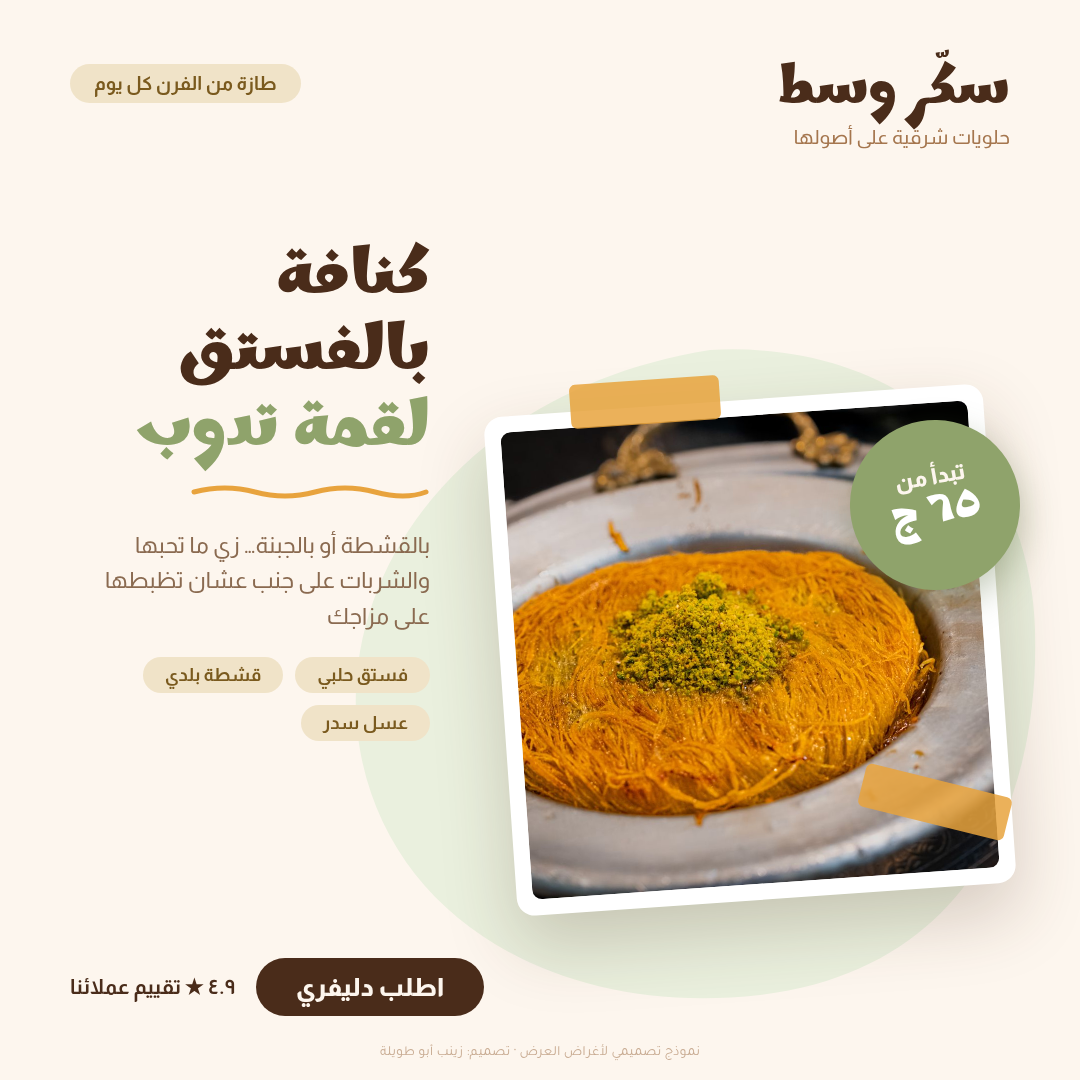 سكّر وسط
حلويات شرقية على أصولها
طازة من الفرن كل يوم
كنافة
بالفستق
لقمة تدوب
بالقشطة أو بالجبنة… زي ما تحبها
والشربات على جنب عشان تظبطها
على مزاجك
فستق حلبي
قشطة بلدي
عسل سدر
تبدأ من
٦٥ ج
اطلب دليفري
٤.٩ ★ تقييم عملائنا
نموذج تصميمي لأغراض العرض · تصميم: زينب أبو طويلة